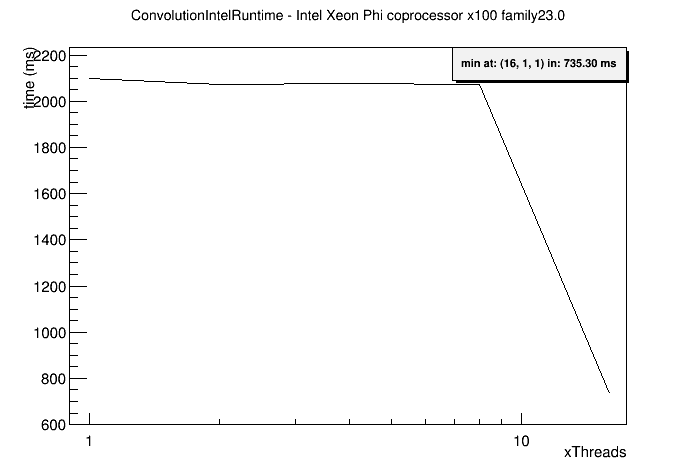 ConvolutionIntelRuntime - Intel Xeon Phi coprocessor x100 family23.0
min at: (16, 1, 1) in: 735.30 ms
time (ms)
2200
2000
1800
1600
1400
1200
1000
800
600
1
10
xThreads